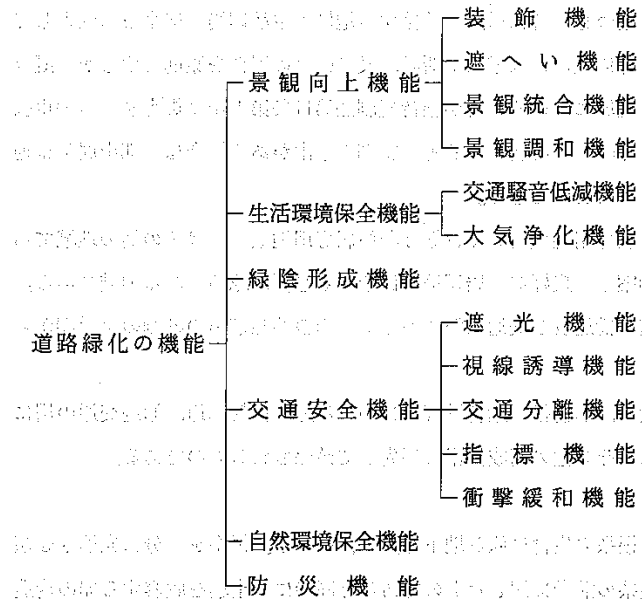 装飾機能
遮へい機能
景観向上機能
景観統合機能
景観調和機能
交通騒音低減機能
生活環境保全機能
大気浄化機能
緑陰形成機能
遮光機能
道路緑化の機能
視線誘導機能
交通安全機能
交通分離機能
指標機能
衝撃緩和機能
自然環境保全機能
防災機能